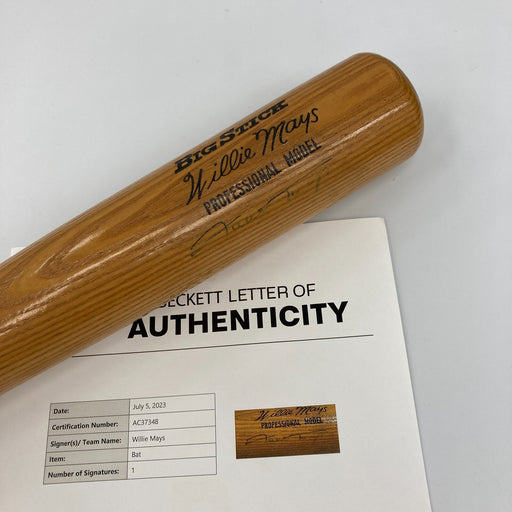 BIG STICK
Willie Mays
PROFESSIONAL MODEL
BECKETT LETTER OF
AUTHENTICITY
Date: July 5, 2023
Certification Number: AC37348
Signer(s)/ Team Name: Willie Mays
Item: Bat
Number of Signatures: 1
Willie Mays
PROFESSIONAL MODEL